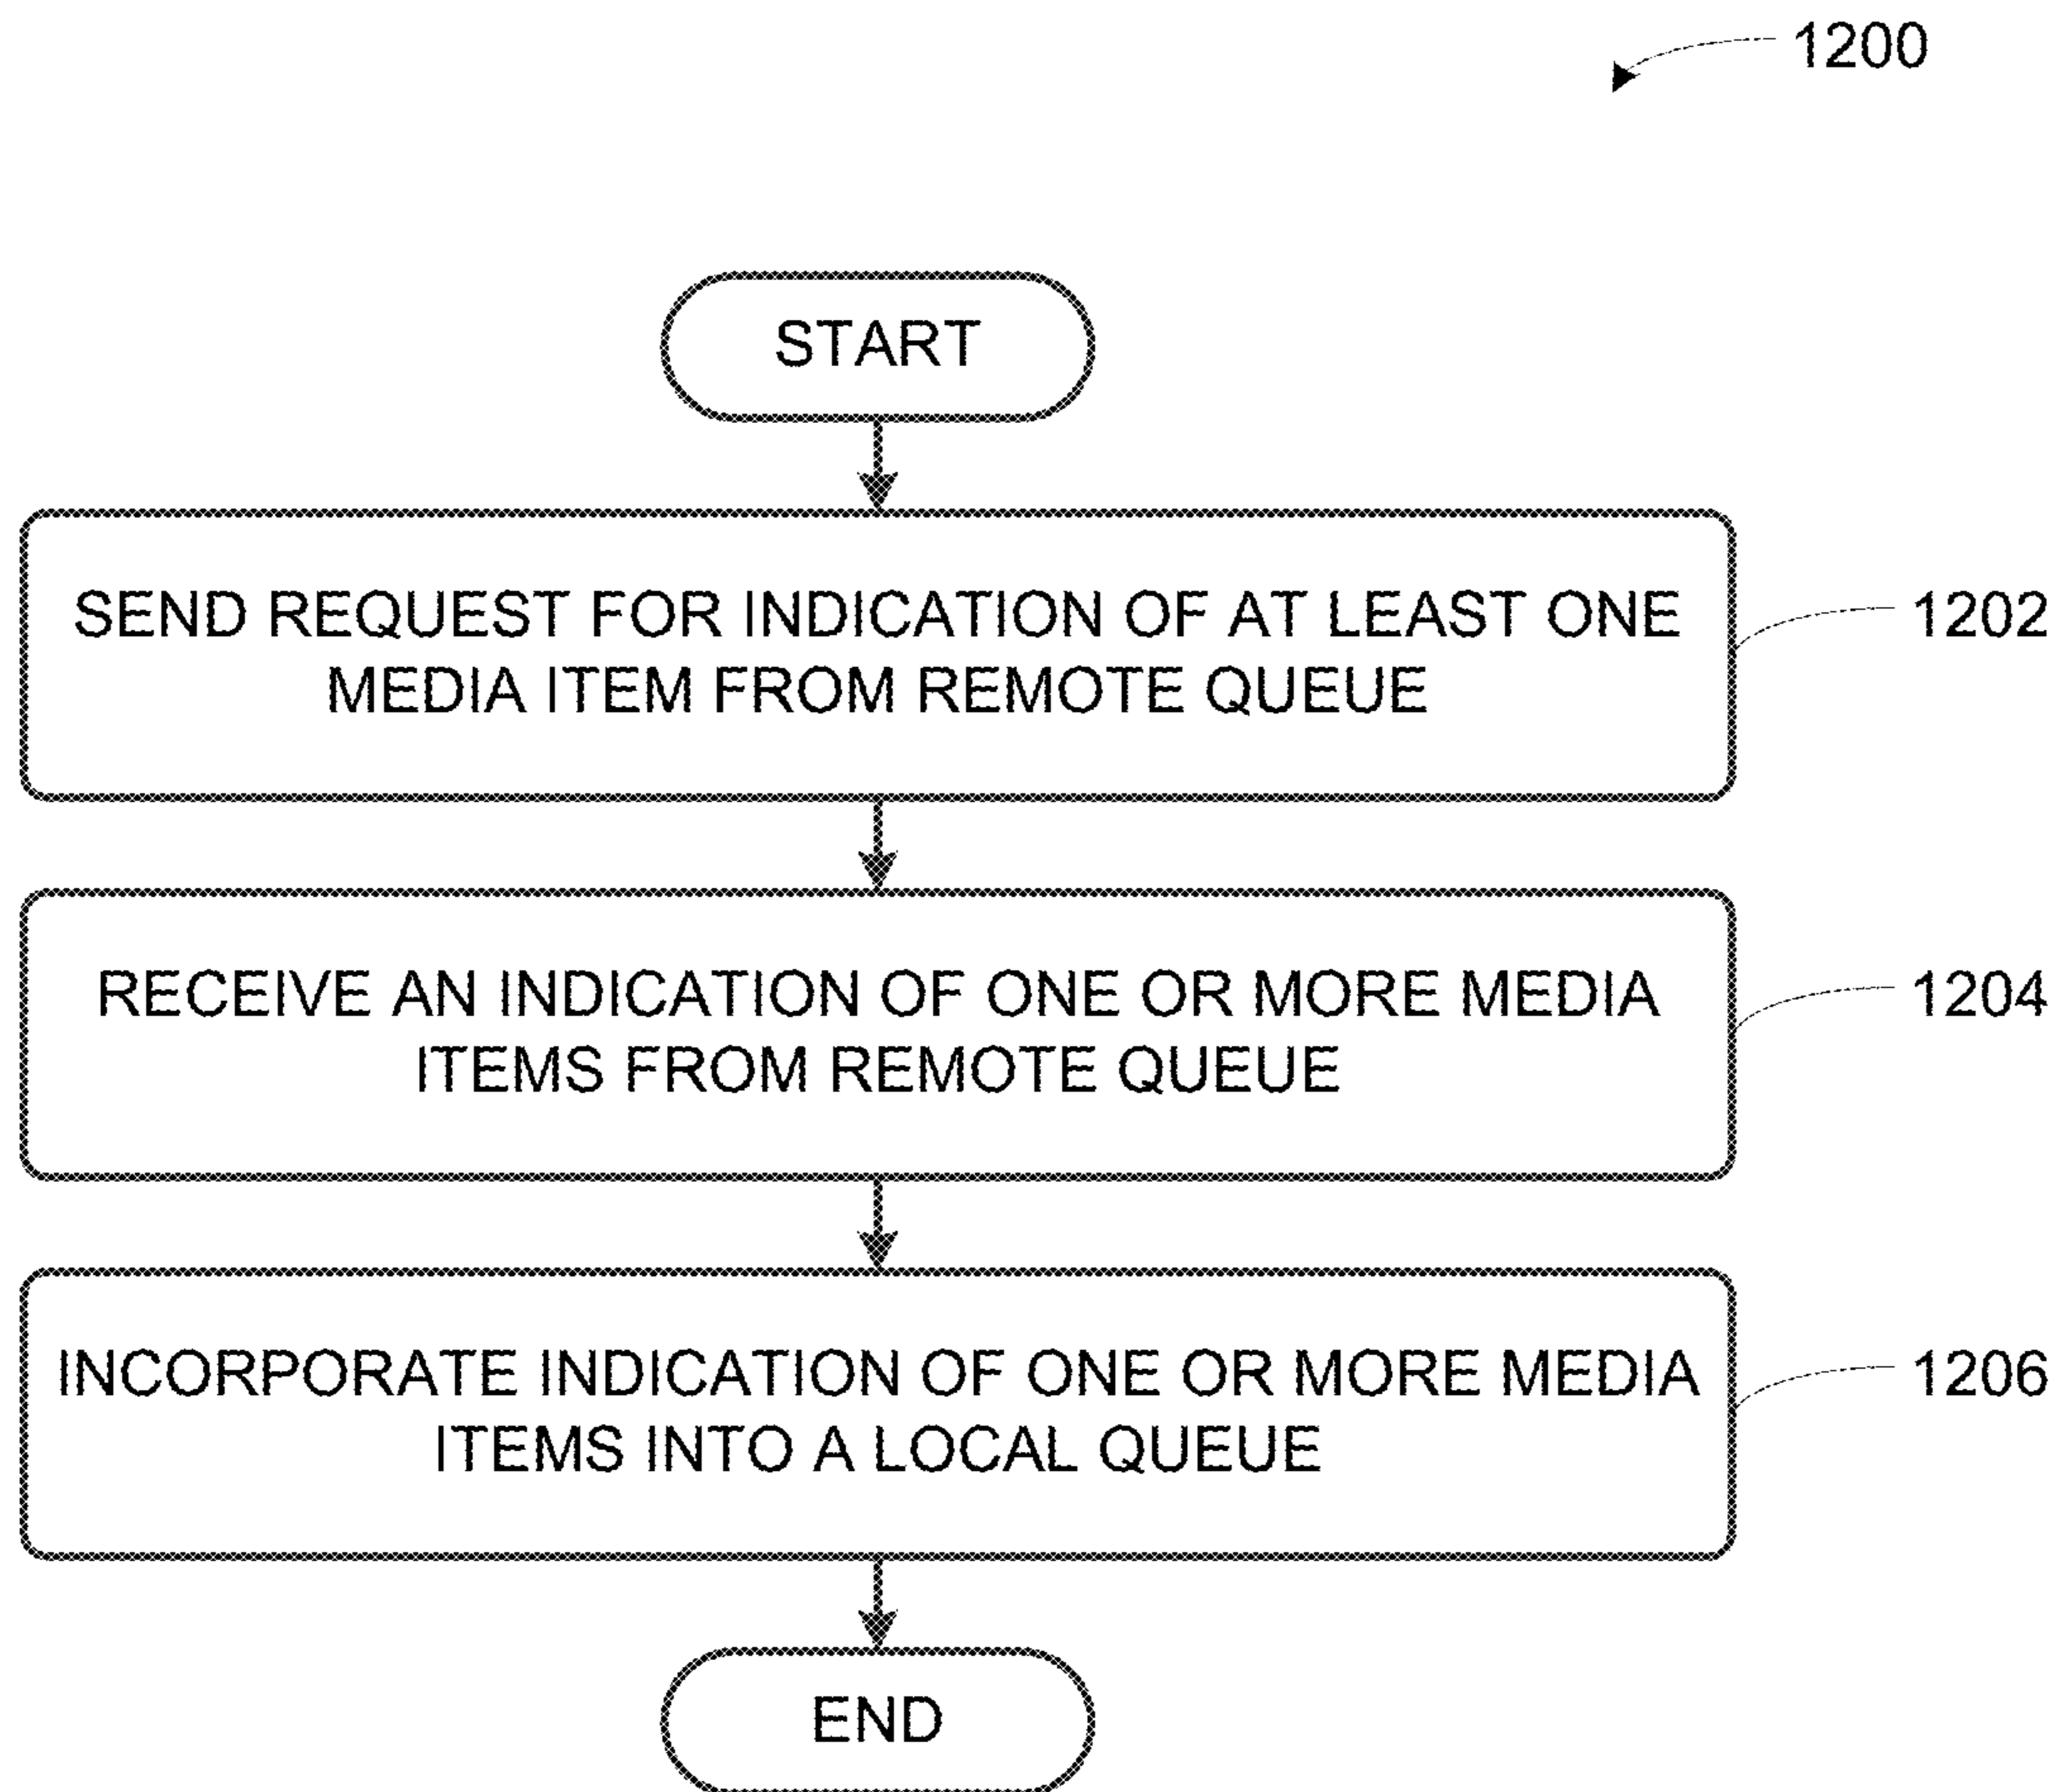 1200
START
SEND REQUEST FOR INDICATION OF AT LEAST ONE
MEDIA ITEM FROM REMOTE QUEUE
1202
RECEIVE AN INDICATION OF ONE OR MORE MEDIA
ITEMS FROM REMOTE QUEUE
1204
INCORPORATE INDICATION OF ONE OR MORE MEDIA
ITEMS INTO A LOCAL QUEUE
1206
END